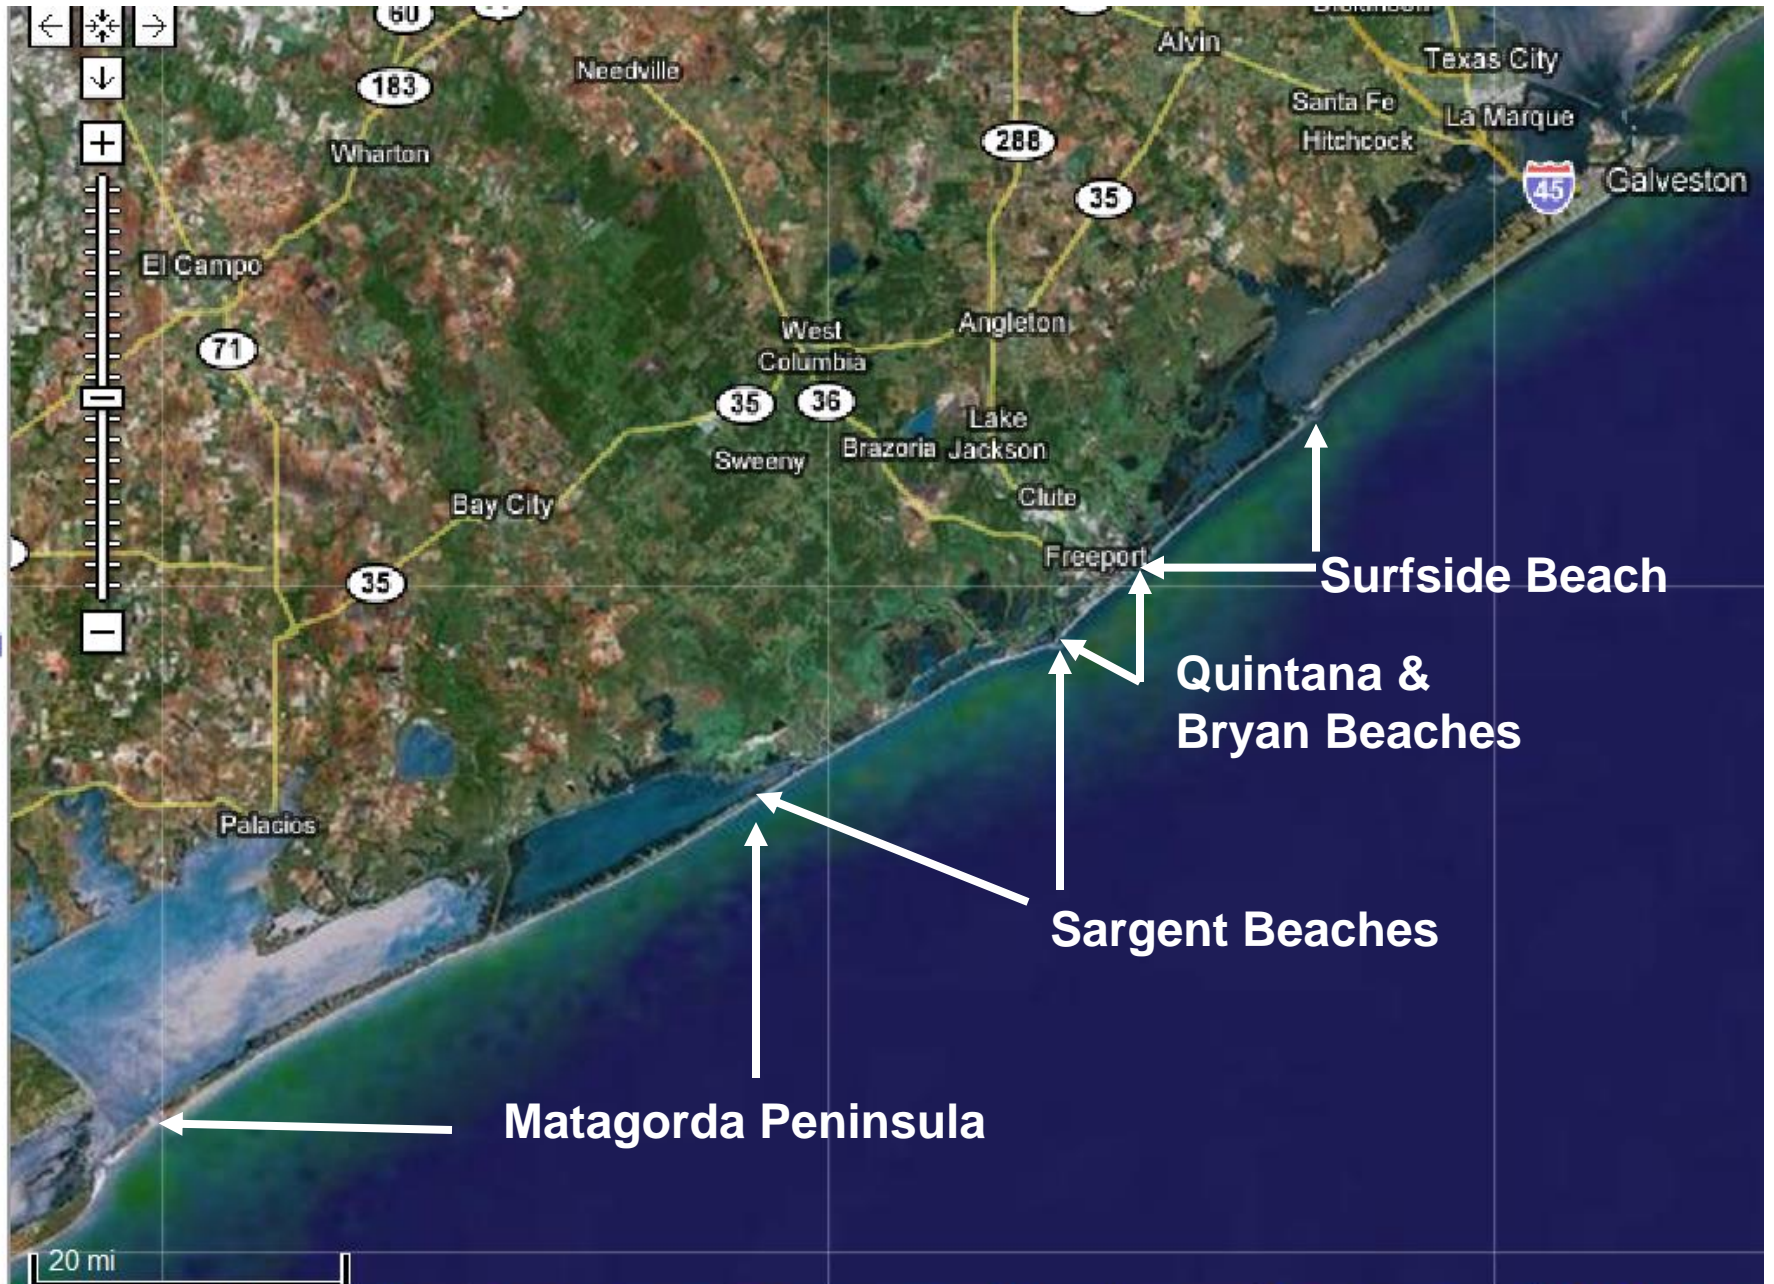 60
183
Needville
Alvin
Texas City
Santa Fe
La Marque
Hitchcock
288
Wharton
35
45
Galveston
El Campo
71
West
Columbia
Angleton
35
36
Lake
Jackson
Brazoria
Sweeny
Bay City
Clute
Freeport
Surfside Beach
35
Quintana &
Bryan Beaches
Palacios
Sargent Beaches
Matagorda Peninsula
20 mi